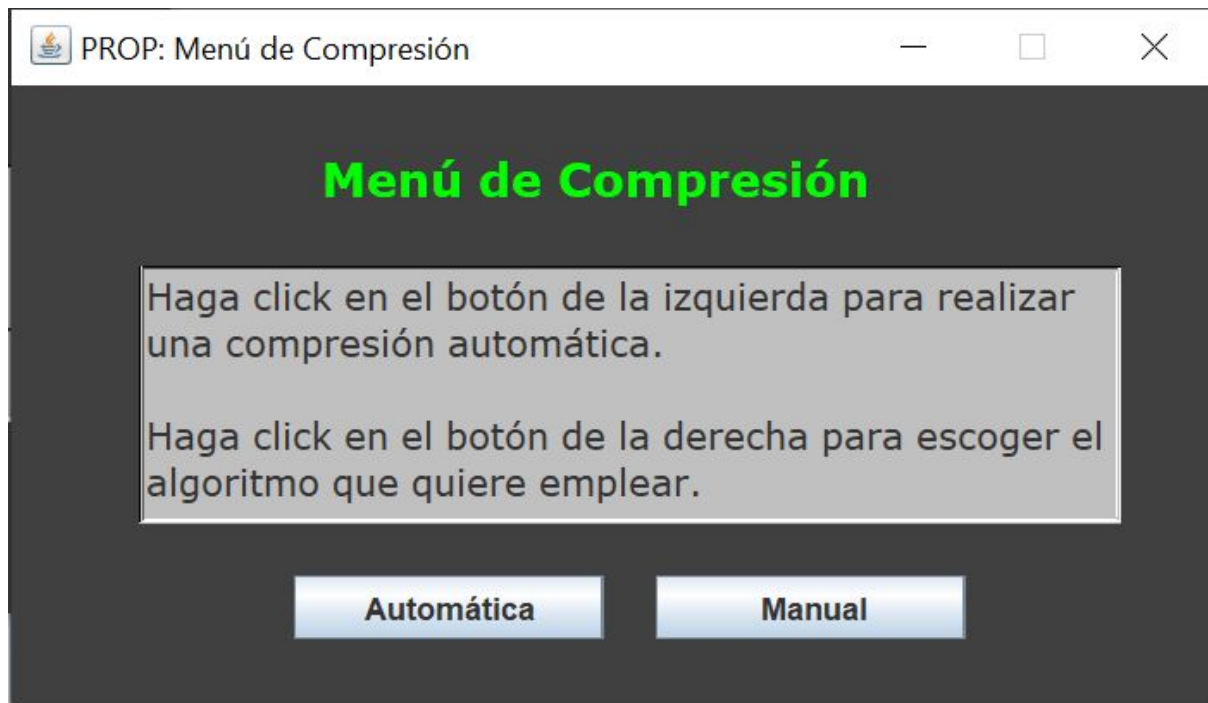 PROP: Menú de Compresión
Menú de Compresión
Haga click en el botón de la izquierda para realizar
una compresión automática.
Haga click en el botón de la derecha para escoger el
algoritmo que quiere emplear.
Automática
Manual